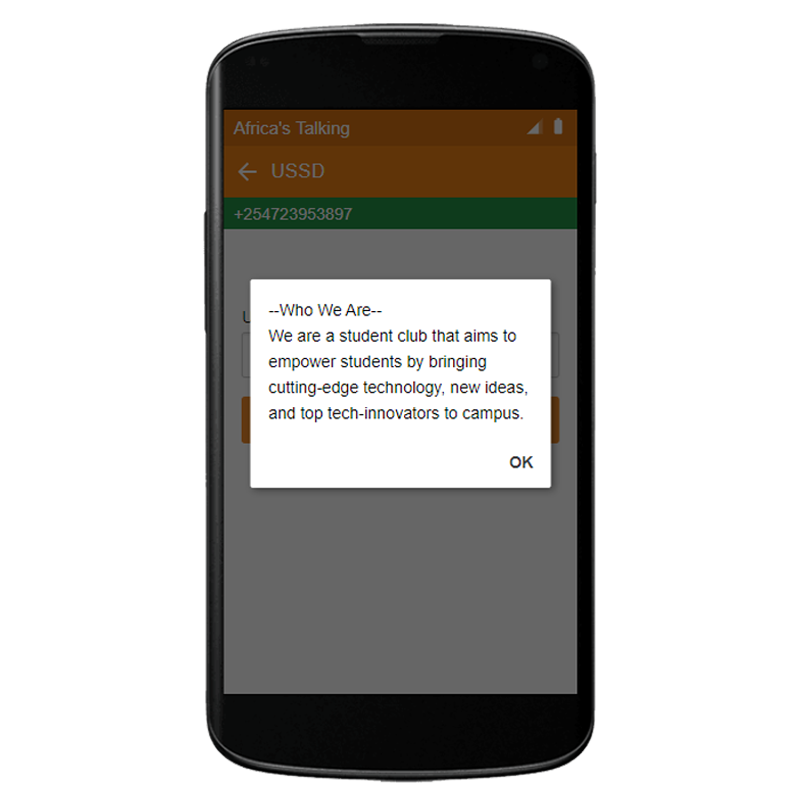 Africa's Talking
USSD
+254723953897
--Who We Are--
We are a student club that aims to
empower students by bringing
cutting-edge technology, new ideas,
and top tech-innovators to campus.
OK